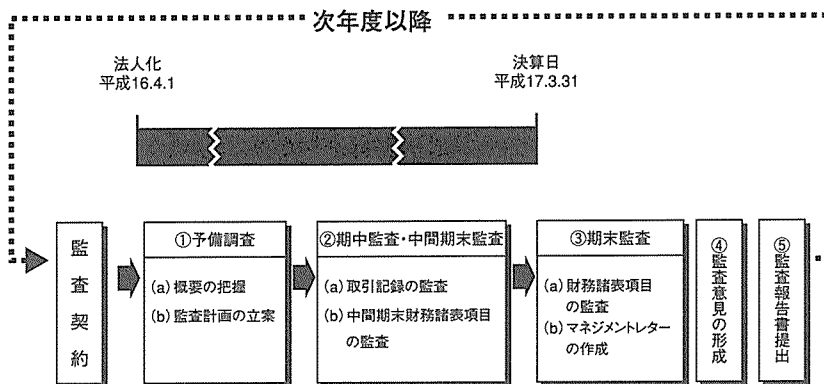 次年度以降
法人化
平成16.4.1
決算日
平成17.3.31
監査契約
①予備調査
(a) 概要の把握
(b) 監査計画の立案
②期中監査・中間期末監査
(a) 取引記録の監査
(b) 中間期末財務諸表項目
の監査
③期末監査
(a) 財務諸表項目
の監査
(b) マネジメントレター
の作成
④監査意見の形成
⑤監査報告書提出